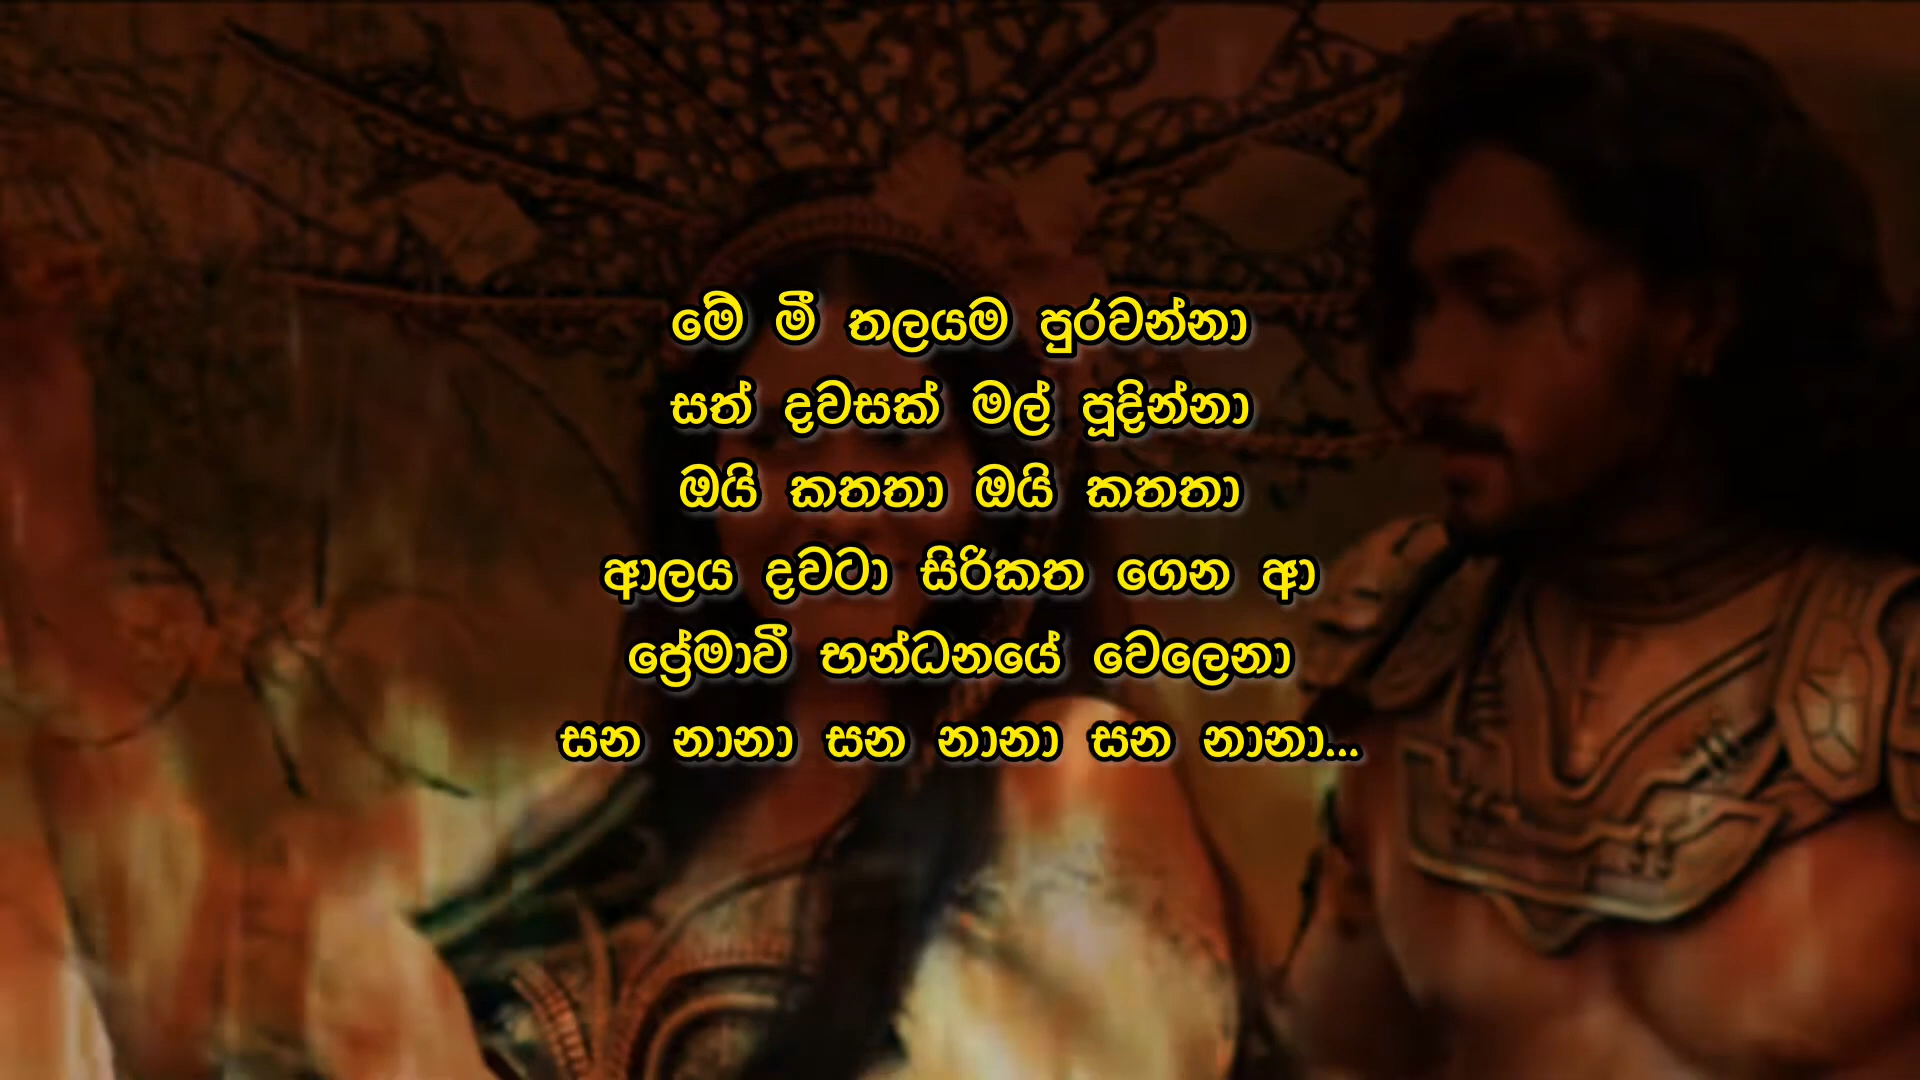 මේ මී තලයම පුරවන්නා
සත් දවසක් මල් පූදින්නා
ඔයි කතතා ඔයි කතතා
ආලය දවටා සිරිකත ගෙන ආ
ප්‍රේමාවී භන්ධනයේ වෙලෙනා
සන නානා සන නානා සන නානා...